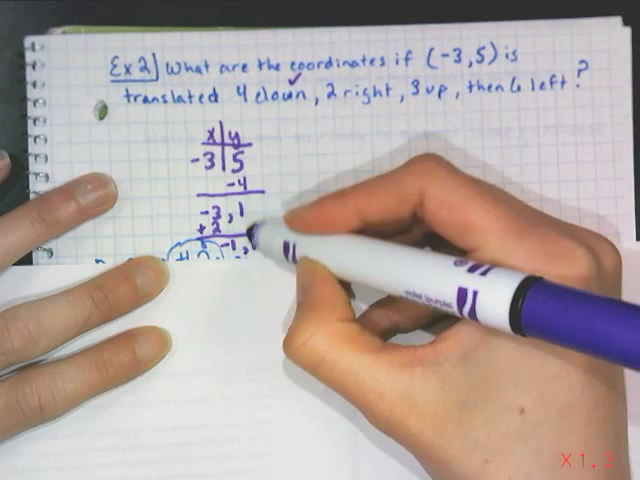 Ex 2 What are the coordinates if (-3,5) is
translated 4 down, 2 right, 3 up, then 6 left?
x y
-3 5
-4
-3, 1
+2
-1,
X1.2